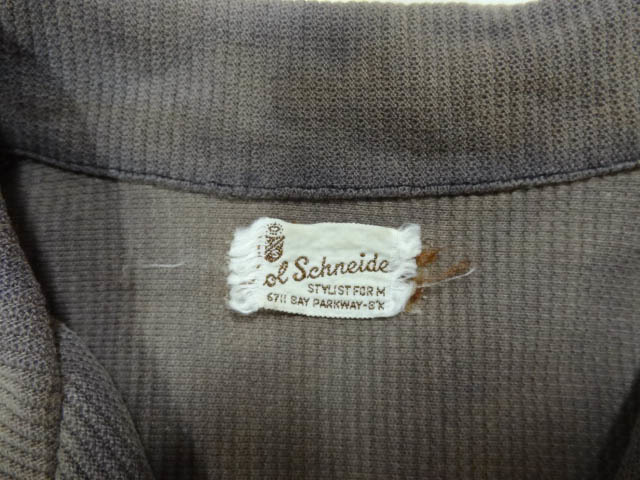 ol Schneide
STYLIST FOR M
6711 BAY PARKWAY-B'K